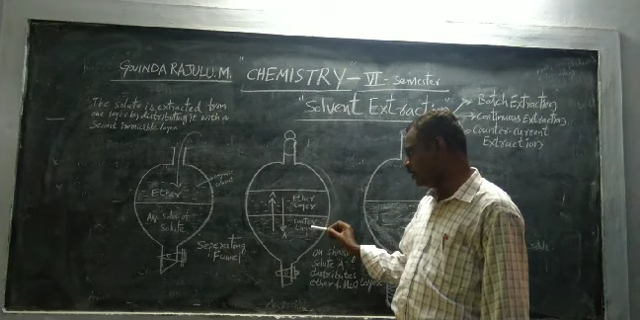 GOVINDA RAJULU. M. "CHEMISTRY" - VI - Semester
"Solvent Extraction"
Batch Extraction
Continuous Extraction
Counter-current
Extraction
The solute is extracted from
one layer by distributing it with a
Second immiscible layer
Ether
Aq solu. of
Solute
Separating
Funnel
Ether
Layer
Water
Layer
on shaking
Solute A
distributes
ether & H2O layer